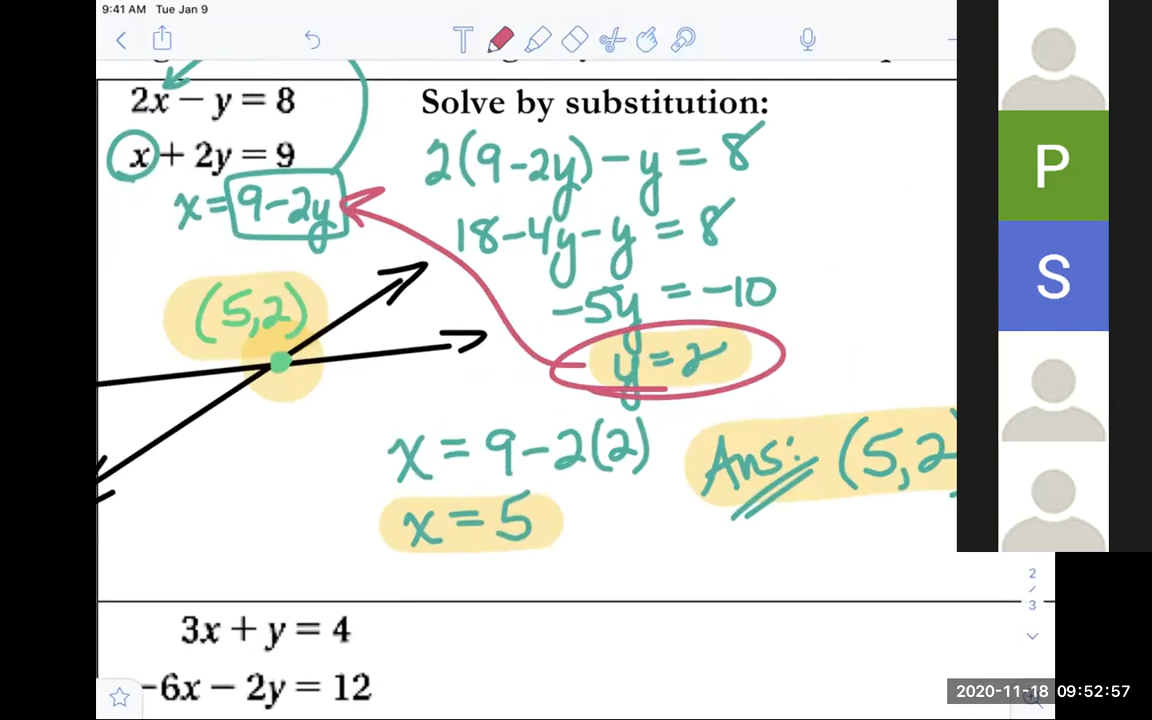 9:41 AM Tue Jan 9
2x − y = 8
x + 2y = 9
x = 9-2y
(5,2)
Solve by substitution:
2(9-2y) - y = 8
18-4y-y = 8
-5y = -10
y = 2
x = 9-2(2)
x = 5
Ans: (5,2)
P
S
3x + y = 4
-6x − 2y = 12
2
/
3
2020-11-18 09:52:57